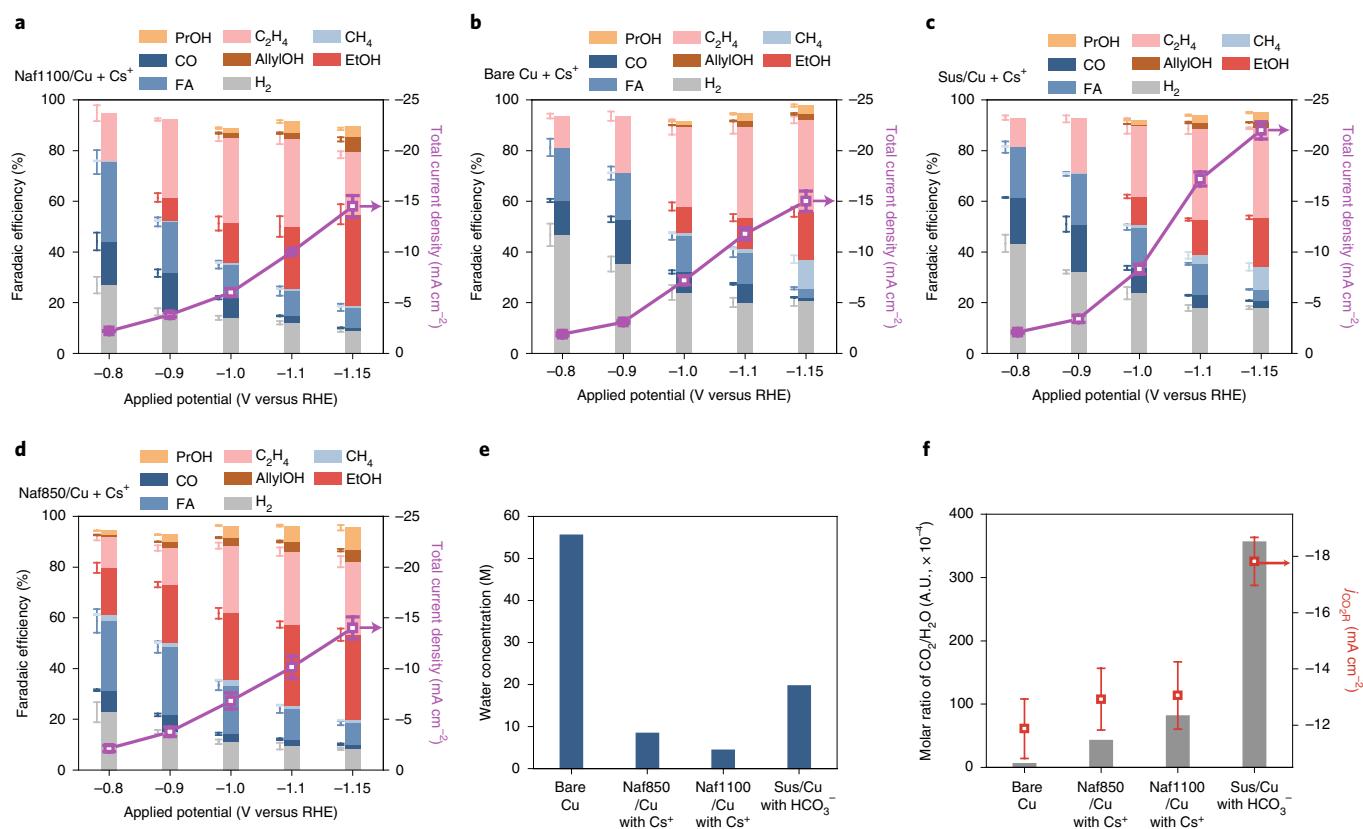 a
PrOH C₂H₄ CH₄
Naf1100/Cu + Cs⁺ CO AllylOH EtOH
FA H₂
100 −25
80 −20
60 −15
40 −10
20 −5
0 0
Faradaic efficiency (%)
Total current density (mA cm⁻²)
−0.8 −0.9 −1.0 −1.1 −1.15
Applied potential (V versus RHE)
b
PrOH C₂H₄ CH₄
Bare Cu + Cs⁺ CO AllylOH EtOH
FA H₂
100 −25
80 −20
60 −15
40 −10
20 −5
0 0
Faradaic efficiency (%)
Total current density (mA cm⁻²)
−0.8 −0.9 −1.0 −1.1 −1.15
Applied potential (V versus RHE)
c
PrOH C₂H₄ CH₄
Sus/Cu + Cs⁺ CO AllylOH EtOH
FA H₂
100 −25
80 −20
60 −15
40 −10
20 −5
0 0
Faradaic efficiency (%)
Total current density (mA cm⁻²)
−0.8 −0.9 −1.0 −1.1 −1.15
Applied potential (V versus RHE)
d
PrOH C₂H₄ CH₄
Naf850/Cu + Cs⁺ CO AllylOH EtOH
FA H₂
100 −25
80 −20
60 −15
40 −10
20 −5
0 0
Faradaic efficiency (%)
Total current density (mA cm⁻²)
−0.8 −0.9 −1.0 −1.1 −1.15
Applied potential (V versus RHE)
e
60
50
40
30
20
10
0
Water concentration (M)
Bare Naf850 Naf1100 Sus/Cu
Cu /Cu /Cu with HCO₃⁻
with Cs⁺ with Cs⁺
f
400
300 −18
−16
200
−14
100
−12
0
Molar ratio of CO₂/H₂O (A.U., × 10⁻⁴)
jCO₂R (mA cm⁻²)
Bare Naf850 Naf1100 Sus/Cu
Cu /Cu /Cu with HCO₃⁻
with Cs⁺ with Cs⁺